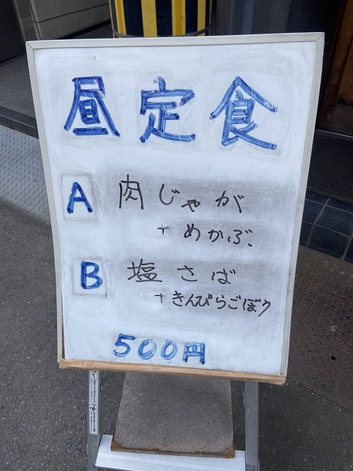 昼定食
A 肉じゃが
+ めかぶ、
B 塩さば
+ きんぴらごぼう
500円